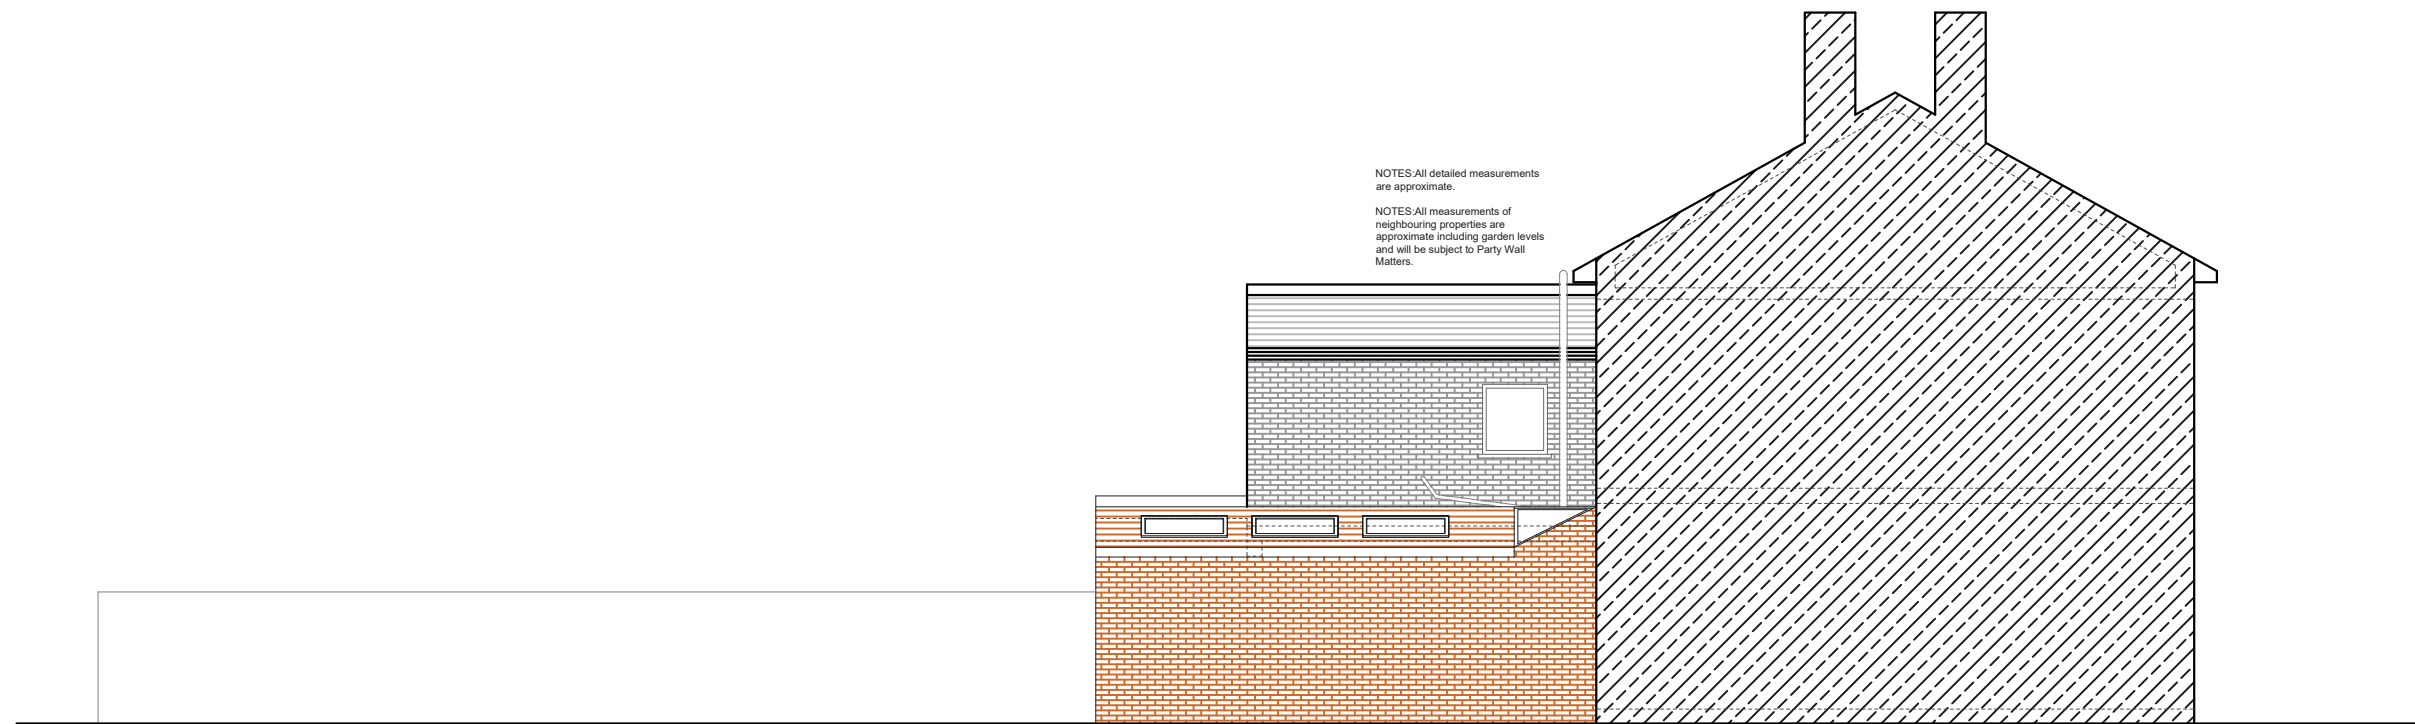 NOTES:All detailed measurements
are approximate.
NOTES:All measurements of
neighbouring properties are
approximate including garden levels
and will be subject to Party Wall
Matters.